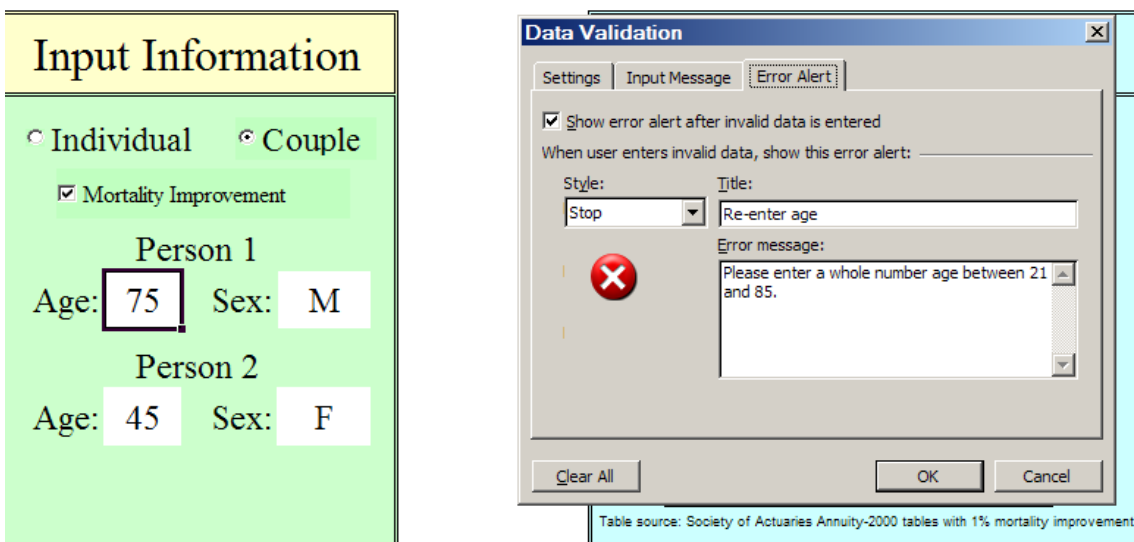 Input Information
Individual Couple
Mortality Improvement
Person 1
Age: 75 Sex: M
Person 2
Age: 45 Sex: F
Data Validation
Settings Input Message Error Alert
Show error alert after invalid data is entered
When user enters invalid data, show this error alert:
Style: Title:
Stop Re-enter age
Error message:
Please enter a whole number age between 21
and 85.
Clear All OK Cancel
Table source: Society of Actuaries Annuity-2000 tables with 1% mortality improvement